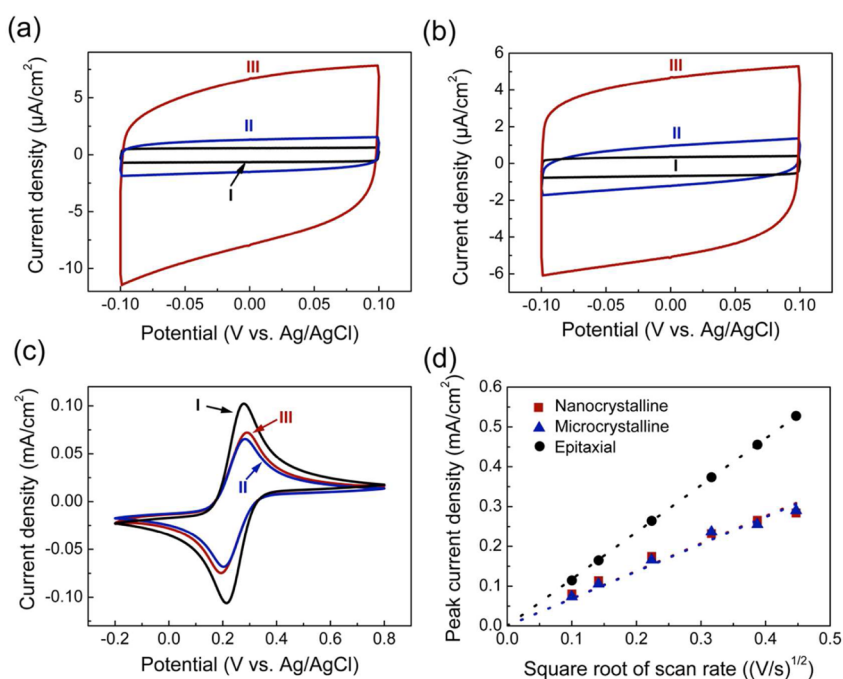 (a)
III
II
I
5
0
-5
-10
-0.10
-0.05
0.00
0.05
0.10
Current density (µA/cm²)
Potential (V vs. Ag/AgCl)
(b)
III
II
I
6
4
2
0
-2
-4
-6
-0.10
-0.05
0.00
0.05
0.10
Current density (µA/cm²)
Potential (V vs. Ag/AgCl)
(c)
I
III
II
0.10
0.05
0.00
-0.05
-0.10
-0.2
0.0
0.2
0.4
0.6
0.8
Current density (mA/cm²)
Potential (V vs. Ag/AgCl)
(d)
Nanocrystalline
Microcrystalline
Epitaxial
0.6
0.5
0.4
0.3
0.2
0.1
0.0
0.0
0.1
0.2
0.3
0.4
0.5
Peak current density (mA/cm²)
Square root of scan rate ((V/s)^1/2)